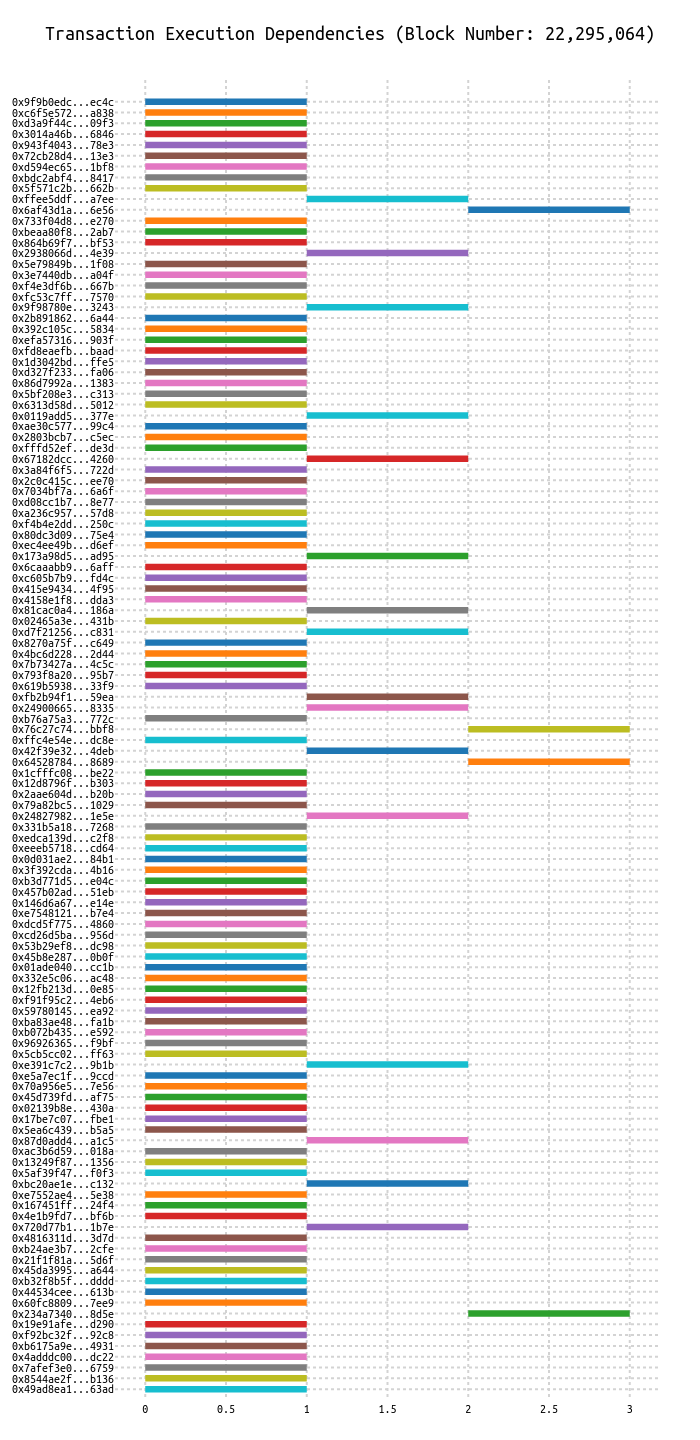 Transaction Execution Dependencies (Block Number: 22,295,064)
0x9f9b0edc...ec4c
0xc6f5e572...a838
0xd3a9f44c...09f3
0x3014a46b...6846
0x943f4043...78e3
0x72cb28d4...13e3
0xd594ec65...1bf8
0xbdc2abf4...8417
0x5f571c2b...662b
0xffee5ddf...a7ee
0x6af43d1a...6e56
0x733f04d8...e270
0xbeaa80f8...2ab7
0x864b69f7...bf53
0x2938066d...4e39
0x5e79849b...1f08
0x3e7440db...a04f
0xf4e3df6b...667b
0xfc53c7ff...7570
0x9f98780e...3243
0x2b891862...6a44
0x392c105c...5834
0xefa57316...903f
0xfd8eaefb...baad
0x1d3042bd...ffe5
0xd327f233...fa06
0x86d7992a...1383
0x5bf208e3...c313
0x6313d58d...5012
0x0119add5...377e
0xae30c577...99c4
0x2803bcb7...c5ec
0xfffd52ef...de3d
0x67182dcc...4260
0x3a84f6f5...722d
0x2c0c415c...ee70
0x7034bf7a...6a6f
0xd08cc1b7...8e77
0xa236c957...57d8
0xf4b4e2dd...250c
0x80dc3d09...75e4
0xec4ee49b...d6ef
0x173a98d5...ad95
0x6caaabb9...6aff
0xc605b7b9...fd4c
0x415e9434...4f95
0x4158e1f8...dda3
0x81cac0a4...186a
0x02465a3e...431b
0xd7f21256...c831
0x8270a75f...c649
0x4bc6d228...2d44
0x7b73427a...4c5c
0x793f8a20...95b7
0x619b5938...33f9
0xfb2b94f1...59ea
0x24900665...8335
0xb76a75a3...772c
0x76c27c74...bbf8
0xffc4e54e...dc8e
0x42f39e32...4deb
0x64528784...8689
0x1cfffc08...be22
0x12d8796f...b303
0x2aae604d...b20b
0x79a82bc5...1029
0x24827982...1e5e
0x331b5a18...7268
0xedca139d...c2f8
0xeeeb5718...cd64
0x0d031ae2...84b1
0x3f392cda...4b16
0xb3d771d5...e04c
0x457b02ad...51eb
0x146d6a67...e14e
0xe7548121...b7e4
0xdcd5f775...4860
0xcd26d5ba...956d
0x53b29ef8...dc98
0x45b8e287...0b0f
0x01ade040...cc1b
0x332e5c06...ac48
0x12fb213d...0e85
0xf91f95c2...4eb6
0x59780145...ea92
0xba83ae48...fa1b
0xb072b435...e592
0x96926365...f9bf
0x5cb5cc02...ff63
0xe391c7c2...9b1b
0xe5a7ec1f...9ccd
0x70a956e5...7e56
0x45d739fd...af75
0x02139b8e...430a
0x17be7c07...fbe1
0x5ea6c439...b5a5
0x87d0add4...a1c5
0xac3b6d59...018a
0x13249f87...1356
0x5af39f47...f0f3
0xbc20ae1e...c132
0xe7552ae4...5e38
0x167451ff...24f4
0x4e1b9fd7...bf6b
0x720d77b1...1b7e
0x4816311d...3d7d
0xb24ae3b7...2cfe
0x21f1f81a...5d6f
0x45da3995...a644
0xb32f8b5f...dddd
0x44534cee...613b
0x60fc8809...7ee9
0x234a7340...8d5e
0x19e91afe...d290
0xf92bc32f...92c8
0xb6175a9e...4931
0x4adddc00...dc22
0x7afef3e0...6759
0x8544ae2f...b136
0x49ad8ea1...63ad
0 0.5 1 1.5 2 2.5 3